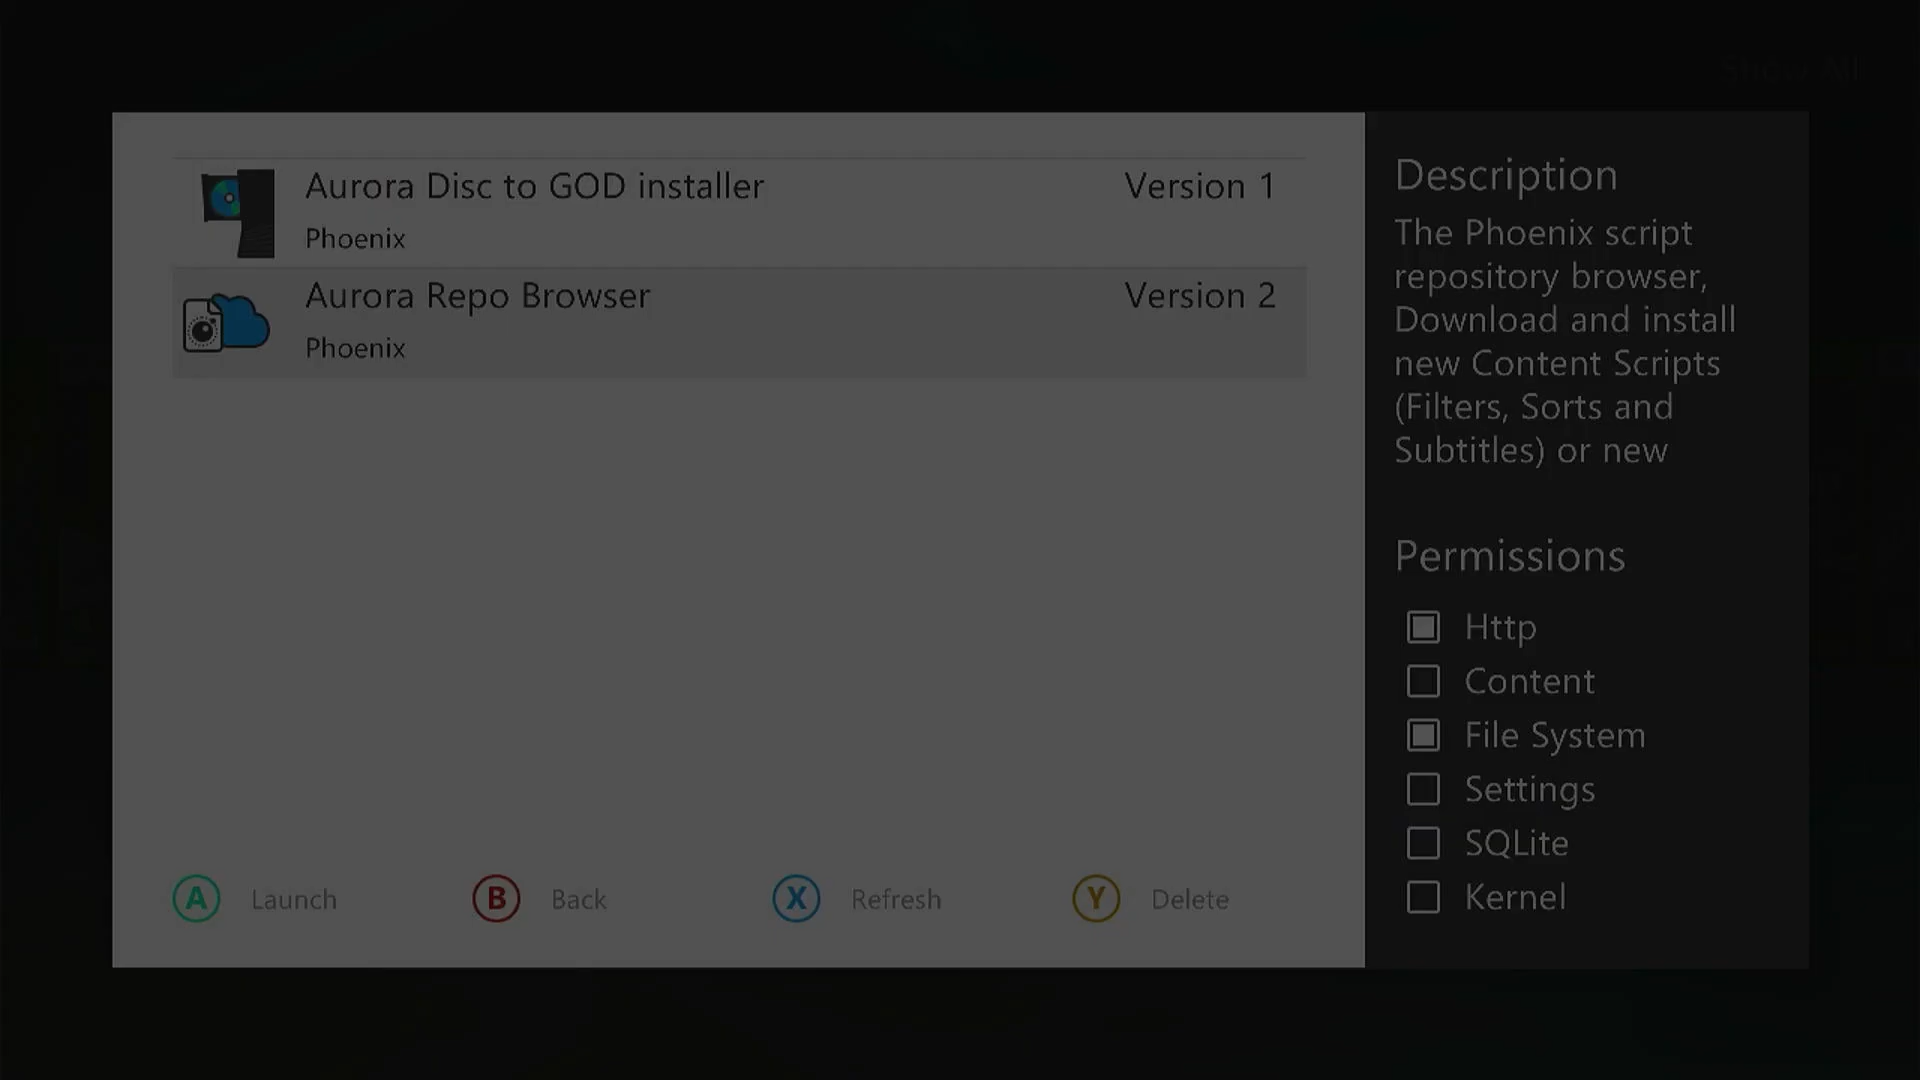 Show All
Aurora Disc to GOD installer
Version 1
Phoenix
Aurora Repo Browser
Version 2
Phoenix
A Launch
B Back
X Refresh
Y Delete
Description
The Phoenix script
repository browser,
Download and install
new Content Scripts
(Filters, Sorts and
Subtitles) or new
Permissions
Http
Content
File System
Settings
SQLite
Kernel